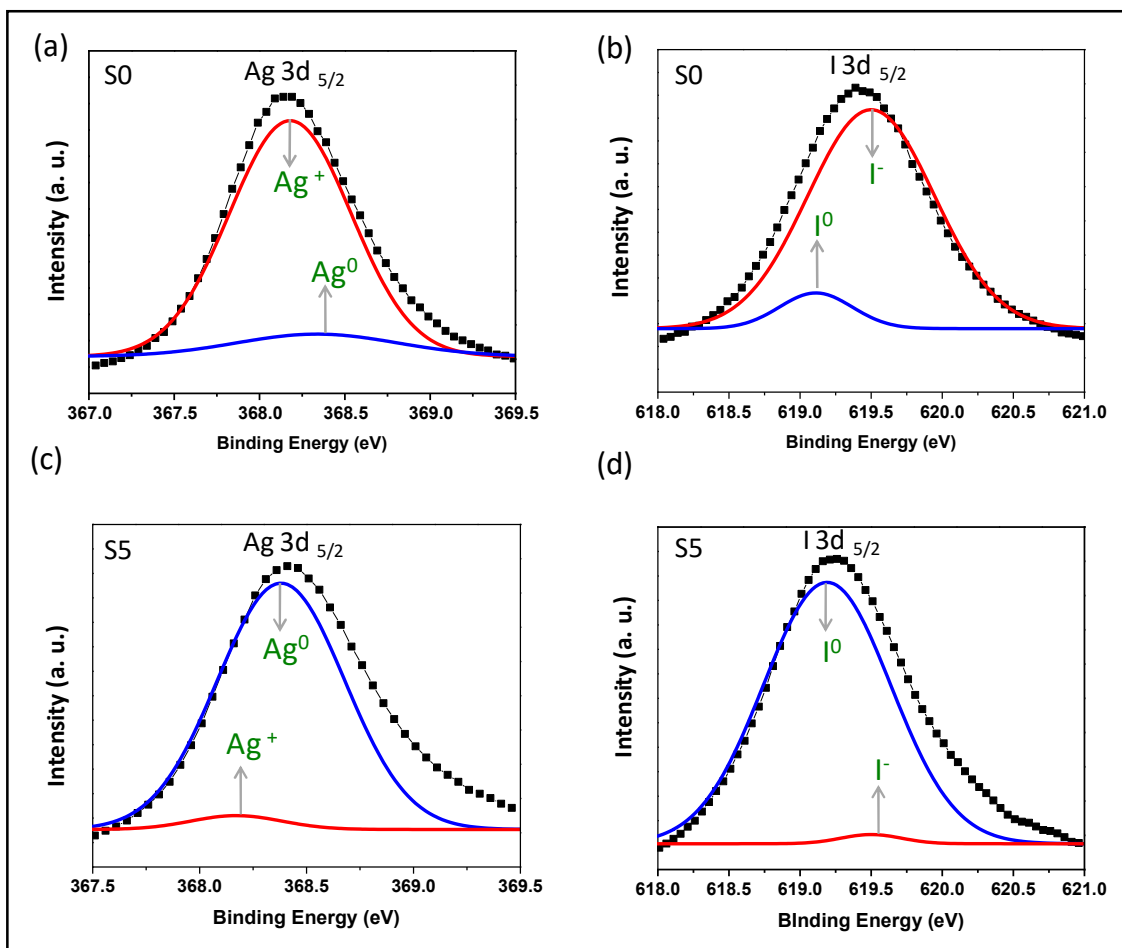 (a)
S0
Ag 3d 5/2
Ag +
Ag0
Intensity (a. u.)
367.0 367.5 368.0 368.5 369.0 369.5
Binding Energy (eV)
(b)
S0
I 3d 5/2
I-
I0
Intensity (a. u.)
618.0 618.5 619.0 619.5 620.0 620.5 621.0
Binding Energy (eV)
(c)
S5
Ag 3d 5/2
Ag0
Ag +
Intensity (a. u.)
367.5 368.0 368.5 369.0 369.5
Binding Energy (eV)
(d)
S5
I 3d 5/2
I0
I-
Intensity (a. u.)
618.0 618.5 619.0 619.5 620.0 620.5 621.0
BInding Energy (eV)